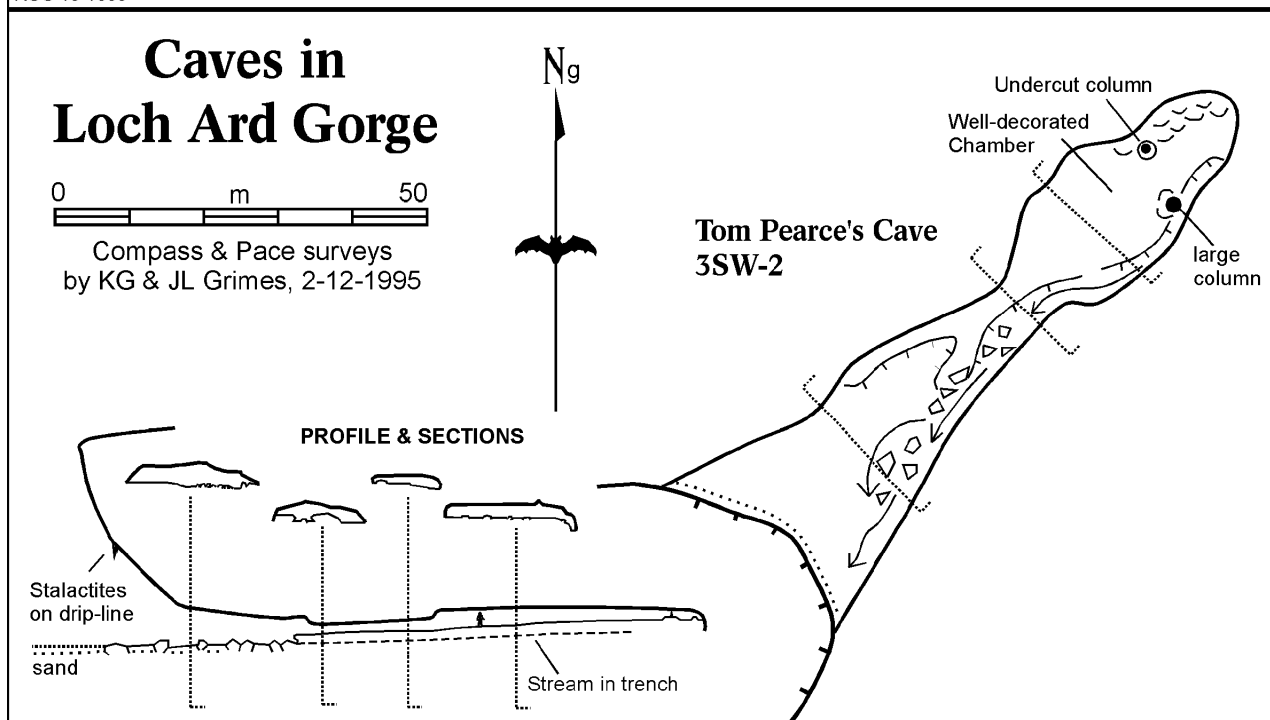 Caves in
Loch Ard Gorge
0 m 50
Compass & Pace surveys
by KG & JL Grimes, 2-12-1995
Ng
Tom Pearce's Cave
3SW-2
Undercut column
Well-decorated
Chamber
large
column
PROFILE & SECTIONS
Stalactites
on drip-line
sand
Stream in trench